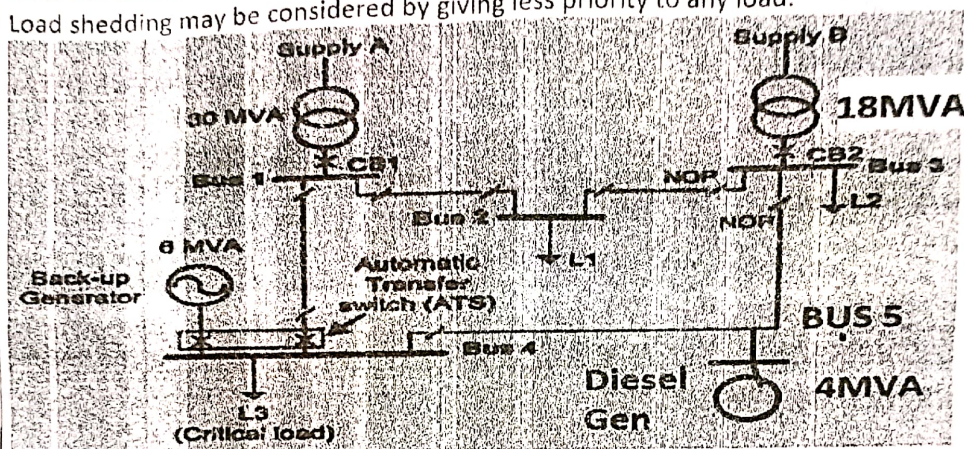 Load shedding may be considered by giving less priority to any load.
Supply A
Supply B
30 MVA
18MVA
CB1
CB2
Bus 1
Bus 3
NOP
L2
Bus 2
NOP
6 MVA
L1
Back-up
Generator
Automatic
Transfer
switch (ATS)
BUS 5
Bus 4
Diesel
Gen
4MVA
L3
(Critical load)